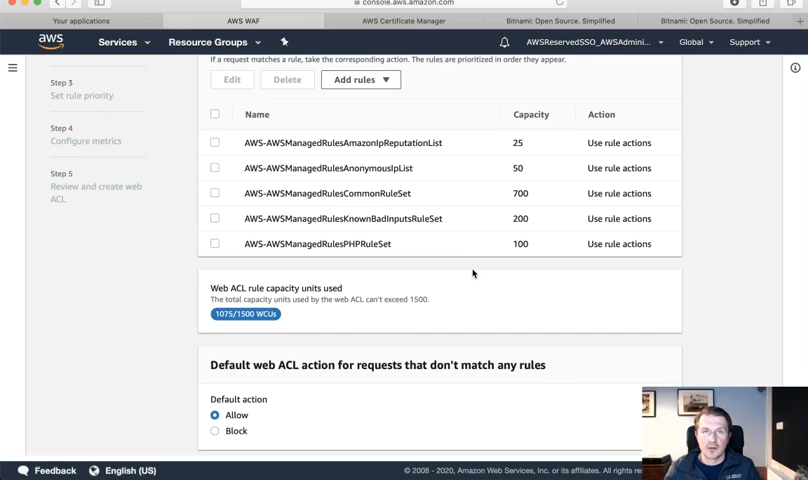 console.aws.amazon.com
Your applications
AWS WAF
AWS Certificate Manager
Bitnami: Open Source. Simplified
Bitnami: Open Source. Simplified
aws
Services
Resource Groups
AWSReservedSSO_AWSAdmini...
Global
Support
If a request matches a rule, take the corresponding action. The rules are prioritized in order they appear.
Step 3
Set rule priority
Step 4
Configure metrics
Step 5
Review and create web
ACL
Edit
Delete
Add rules
Name Capacity Action
AWS-AWSManagedRulesAmazonIpReputationList 25 Use rule actions
AWS-AWSManagedRulesAnonymousIpList 50 Use rule actions
AWS-AWSManagedRulesCommonRuleSet 700 Use rule actions
AWS-AWSManagedRulesKnownBadInputsRuleSet 200 Use rule actions
AWS-AWSManagedRulesPHPRuleSet 100 Use rule actions
Web ACL rule capacity units used
The total capacity units used by the web ACL can't exceed 1500.
1075/1500 WCUs
Default web ACL action for requests that don't match any rules
Default action
Allow
Block
Feedback
English (US)
© 2008 - 2020, Amazon Web Services, Inc. or its affiliates. All rights